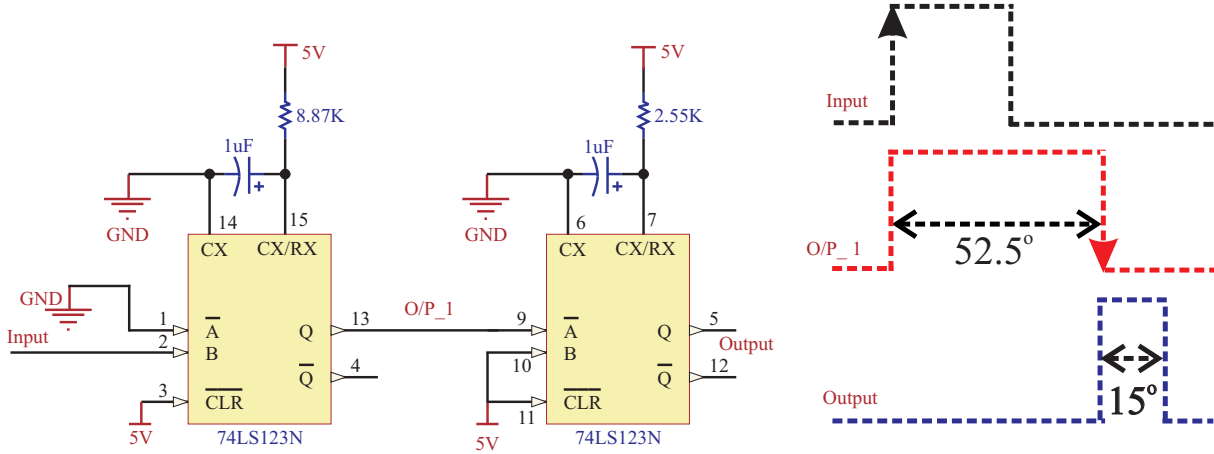 5V
8.87K
1uF
+
GND
14
15
CX
CX/RX
GND
1
A
Q
13
O/P_1
Input
2
B
Q
4
3
CLR
5V
74LS123N
5V
2.55K
1uF
+
GND
6
7
CX
CX/RX
9
A
Q
5
Output
10
B
Q
12
11
CLR
5V
74LS123N
Input
O/P_ 1
52.5°
Output
15°